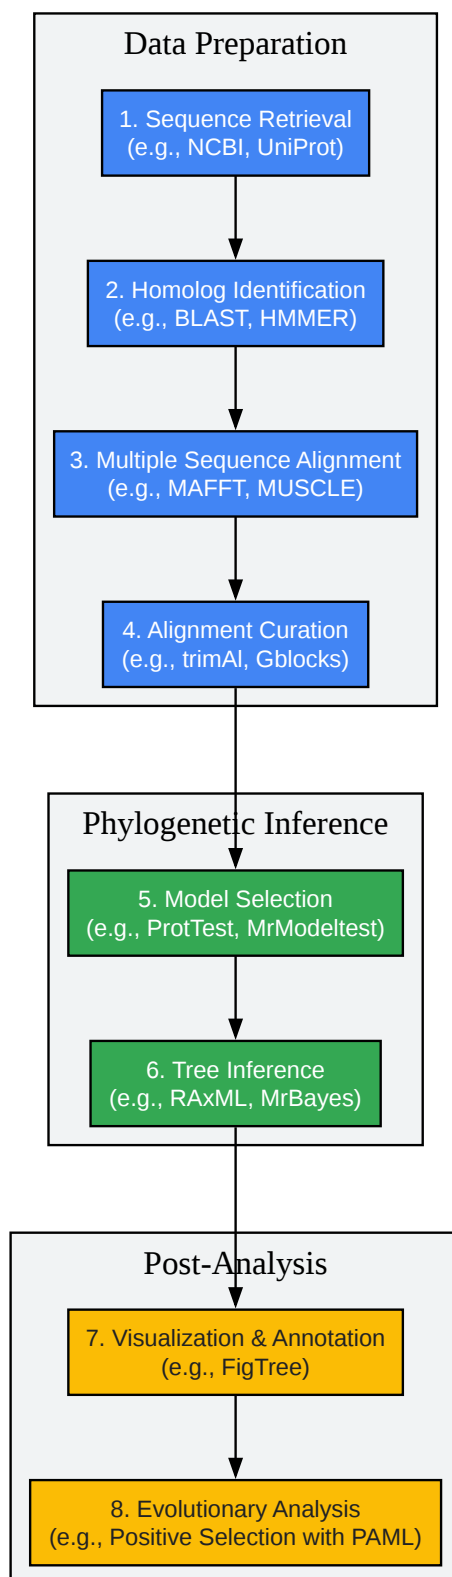 Data Preparation
1. Sequence Retrieval
(e.g., NCBI, UniProt)
2. Homolog Identification
(e.g., BLAST, HMMER)
3. Multiple Sequence Alignment
(e.g., MAFFT, MUSCLE)
4. Alignment Curation
(e.g., trimAl, Gblocks)
Phylogenetic Inference
5. Model Selection
(e.g., ProtTest, MrModeltest)
6. Tree Inference
(e.g., RAxML, MrBayes)
Post-Analysis
7. Visualization & Annotation
(e.g., FigTree)
8. Evolutionary Analysis
(e.g., Positive Selection with PAML)